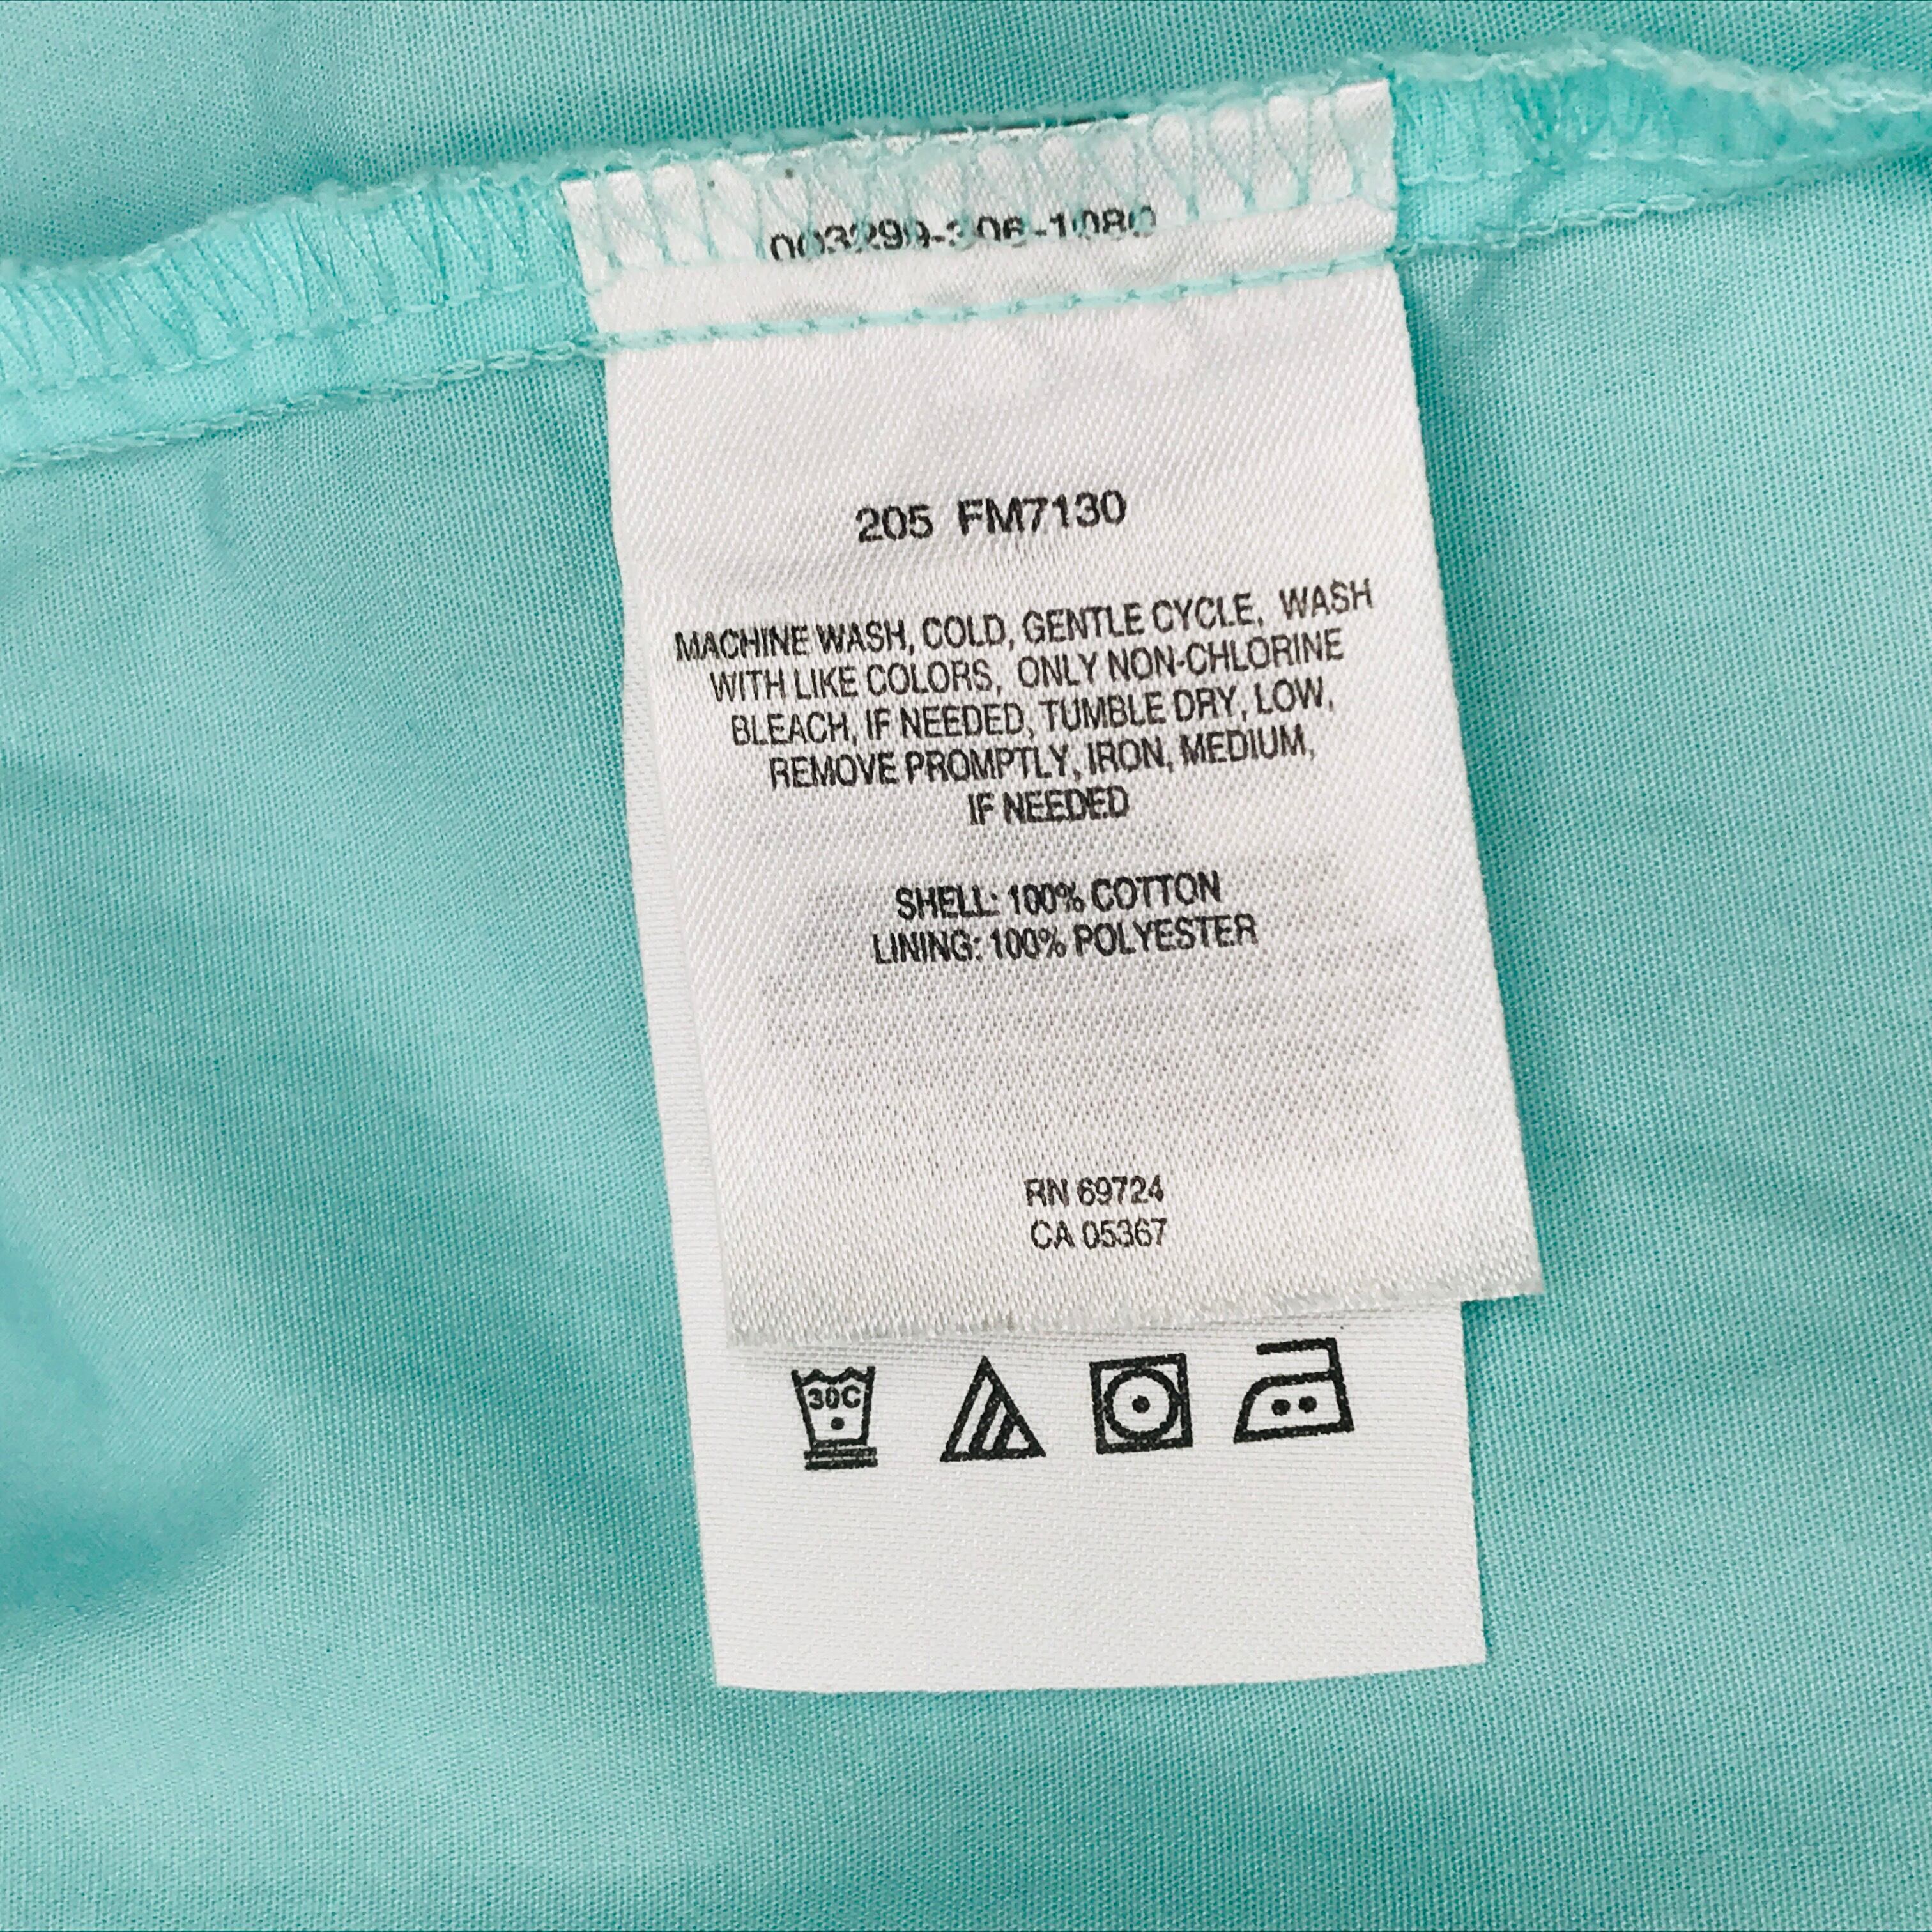 205 FM7130
MACHINE WASH, COLD, GENTLE CYCLE, WASH
WITH LIKE COLORS, ONLY NON-CHLORINE
BLEACH, IF NEEDED, TUMBLE DRY, LOW,
REMOVE PROMPTLY, IRON, MEDIUM,
IF NEEDED
SHELL: 100% COTTON
LINING: 100% POLYESTER
RN 69724
CA 05367
30C